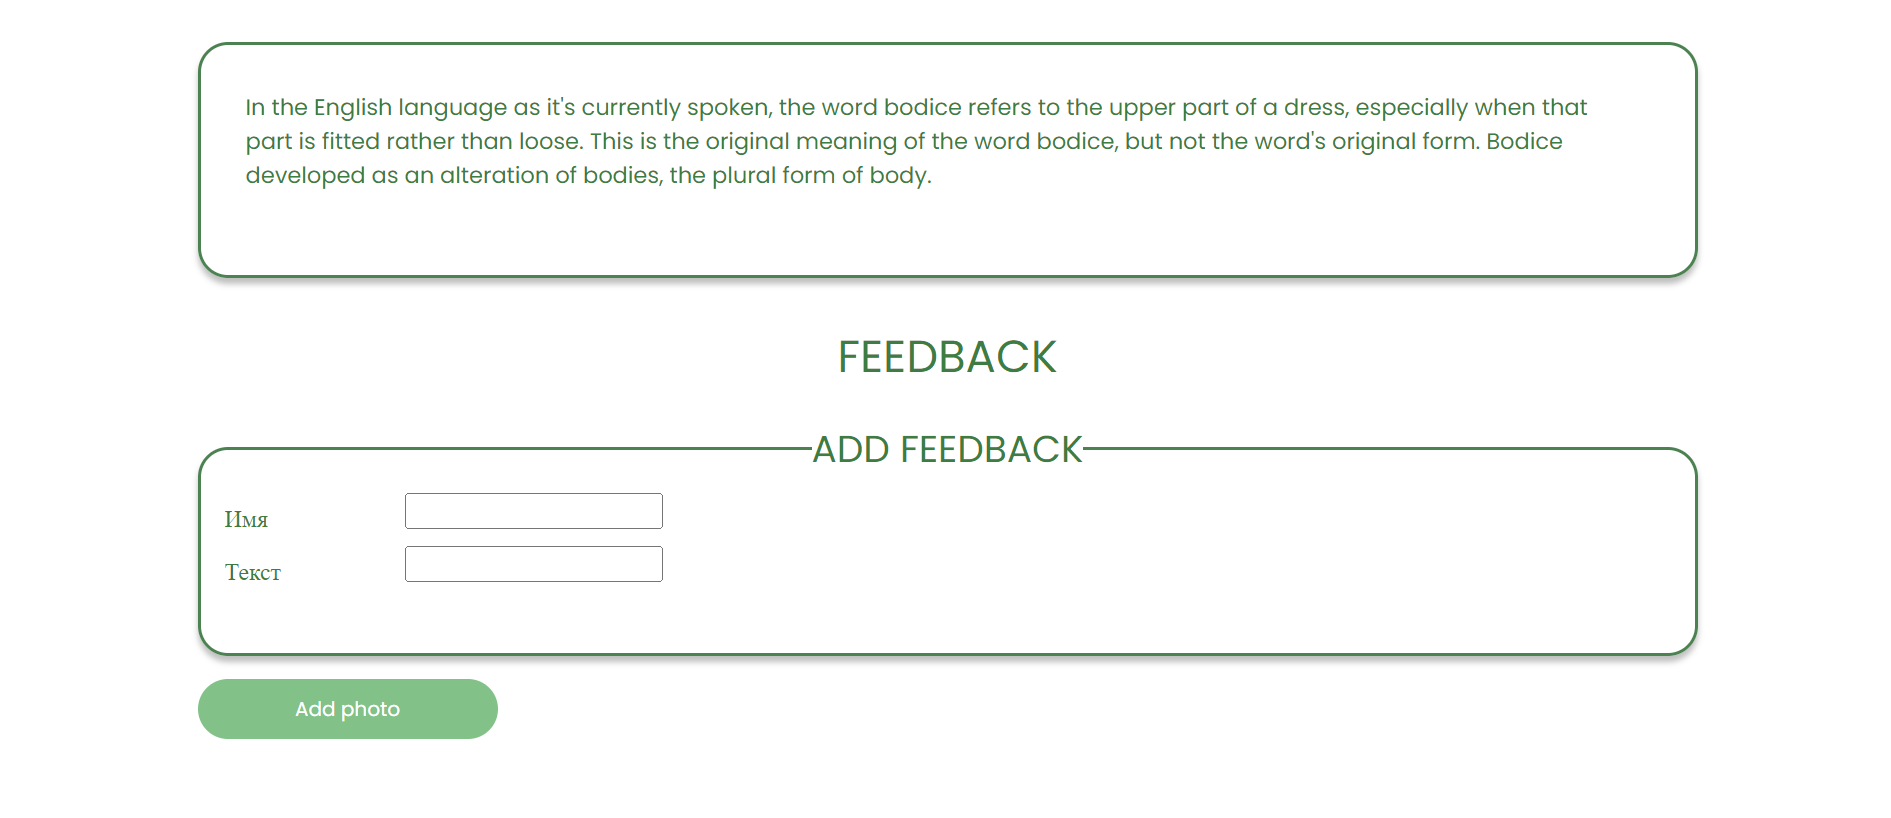 In the English language as it's currently spoken, the word bodice refers to the upper part of a dress, especially when that
part is fitted rather than loose. This is the original meaning of the word bodice, but not the word's original form. Bodice
developed as an alteration of bodies, the plural form of body.
FEEDBACK
ADD FEEDBACK
Имя
Текст
Add photo